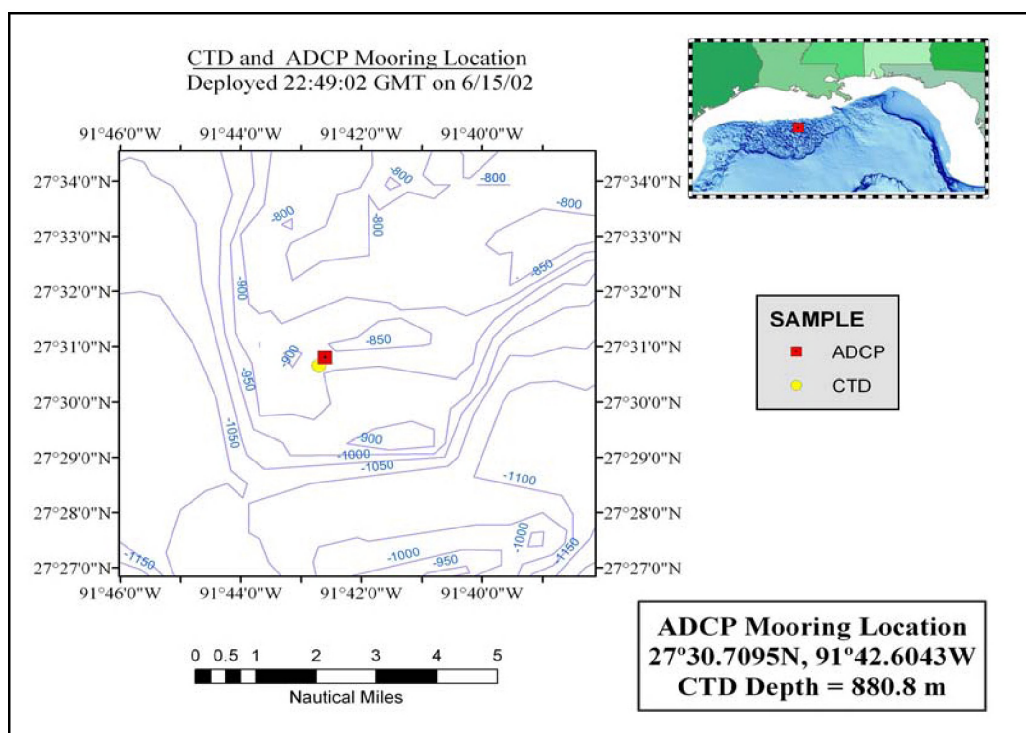 CTD and ADCP Mooring Location
Deployed 22:49:02 GMT on 6/15/02
91°46'0"W 91°44'0"W 91°42'0"W 91°40'0"W
27°34'0"N 27°34'0"N
27°33'0"N 27°33'0"N
27°32'0"N 27°32'0"N
27°31'0"N 27°31'0"N
27°30'0"N 27°30'0"N
27°29'0"N 27°29'0"N
27°28'0"N 27°28'0"N
27°27'0"N 27°27'0"N
91°46'0"W 91°44'0"W 91°42'0"W 91°40'0"W
-800
-800
-800
-800
-800
-850
-900
-850
-900
-950
-1050
-900
-1000
-1050
-1100
-1150
-1000
-950
-1000
-1150
SAMPLE
ADCP
CTD
0 0.5 1 2 3 4 5
Nautical Miles
ADCP Mooring Location
27°30.7095N, 91°42.6043W
CTD Depth = 880.8 m